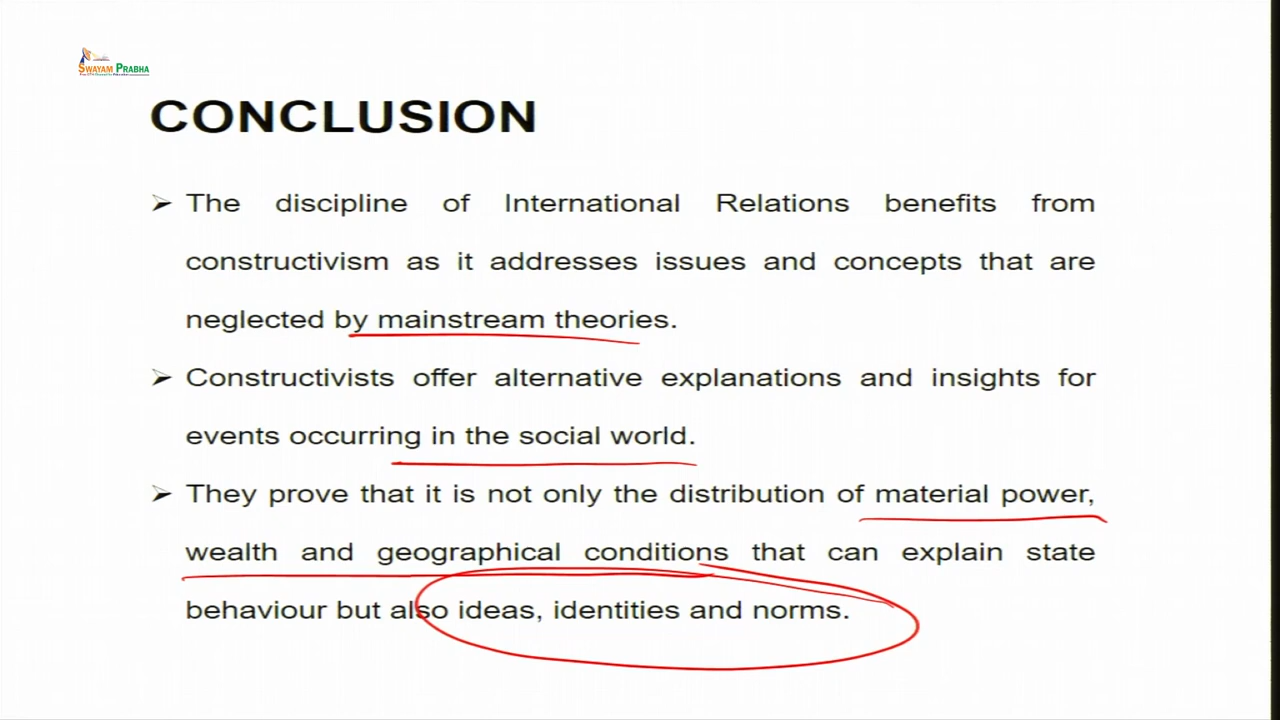 SWAYAM PRABHA
CONCLUSION
➢ The discipline of International Relations benefits from
constructivism as it addresses issues and concepts that are
neglected by mainstream theories.
➢ Constructivists offer alternative explanations and insights for
events occurring in the social world.
➢ They prove that it is not only the distribution of material power,
wealth and geographical conditions that can explain state
behaviour but also ideas, identities and norms.